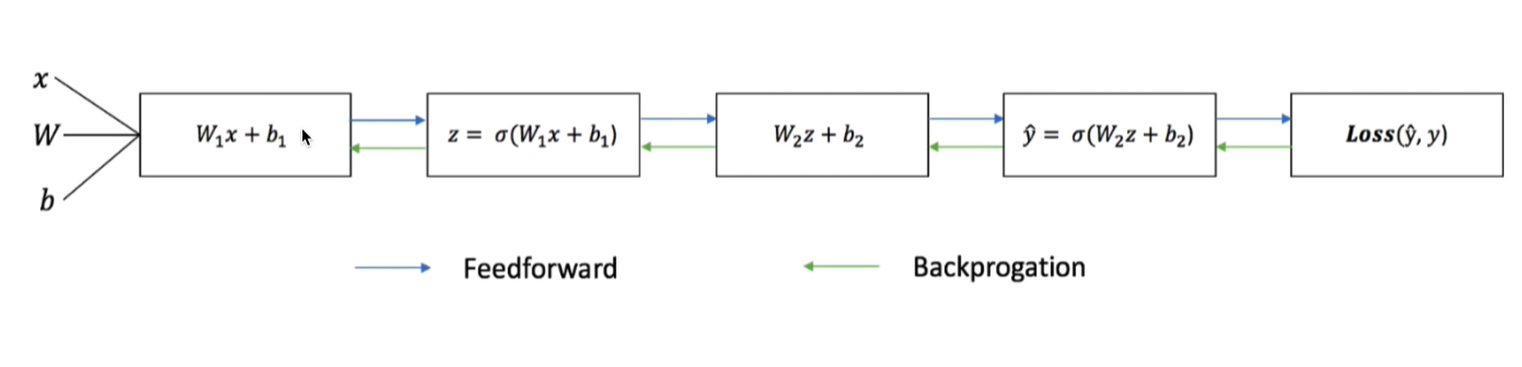 x
W
b
W₁x + b₁
z = σ(W₁x + b₁)
W₂z + b₂
ŷ = σ(W₂z + b₂)
Loss(ŷ, y)
Feedforward
Backprogation